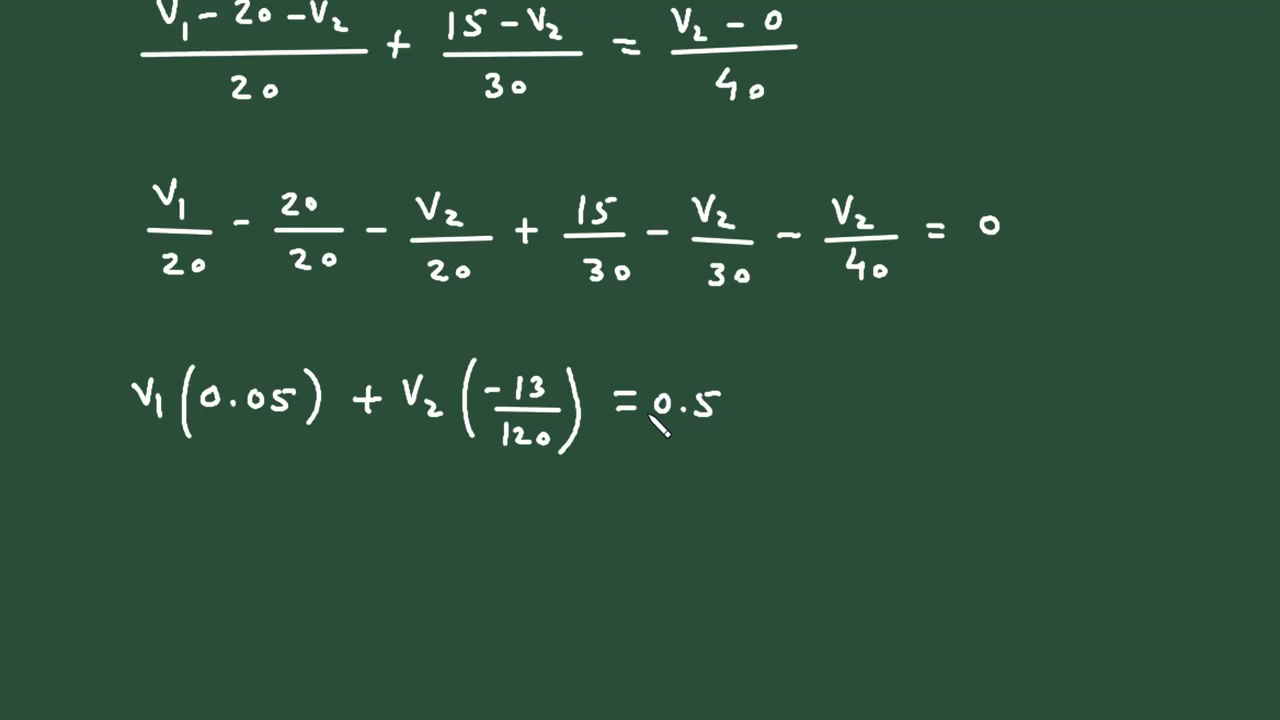 V₁ - 20 - V₂ / 20 + 15 - V₂ / 30 = V₂ - 0 / 40
V₁/20 - 20/20 - V₂/20 + 15/30 - V₂/30 - V₂/40 = 0
V₁(0.05) + V₂(-13/120) = 0.5